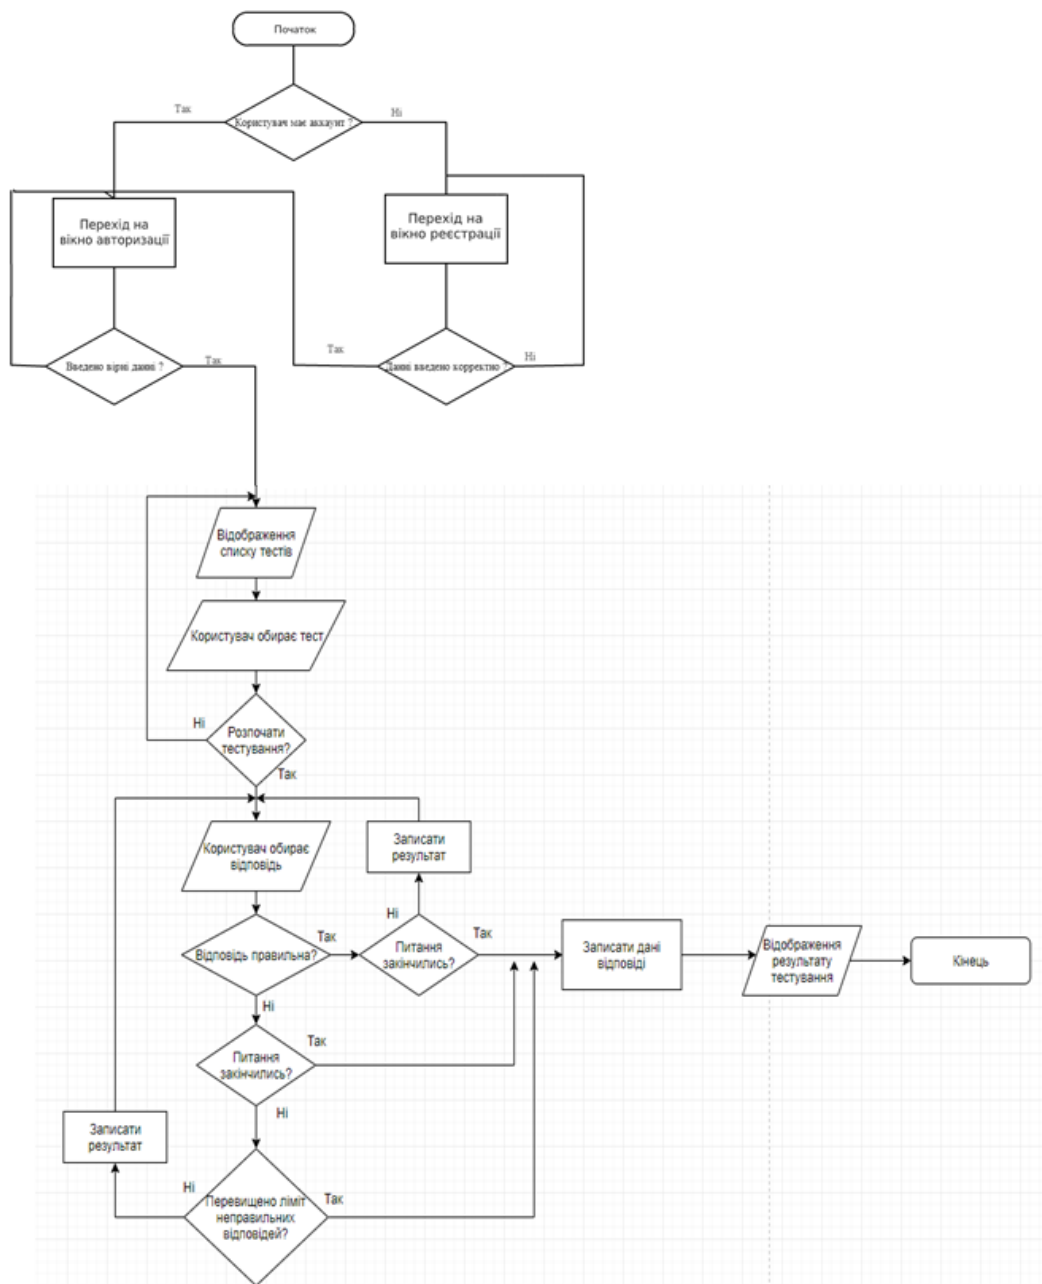 Початок
Так
Ні
Користувач має аккаунт ?
Перехід на
вікно авторизації
Перехід на
вікно реєстрації
Введено вірні данні ?
Так
Так
Данні введено корректно ?
Ні
Відображення
списку тестів
Користувач обирає тест
Ні
Розпочати
тестування?
Так
Користувач обирає
відповідь
Записати
результат
Ні
Відповідь правильна?
Так
Питання
закінчились?
Так
Записати дані
відповіді
Відображення
результату
тестування
Кінець
Ні
Питання
закінчились?
Так
Ні
Записати
результат
Ні
Перевищено ліміт
неправильних
відповідей?
Так